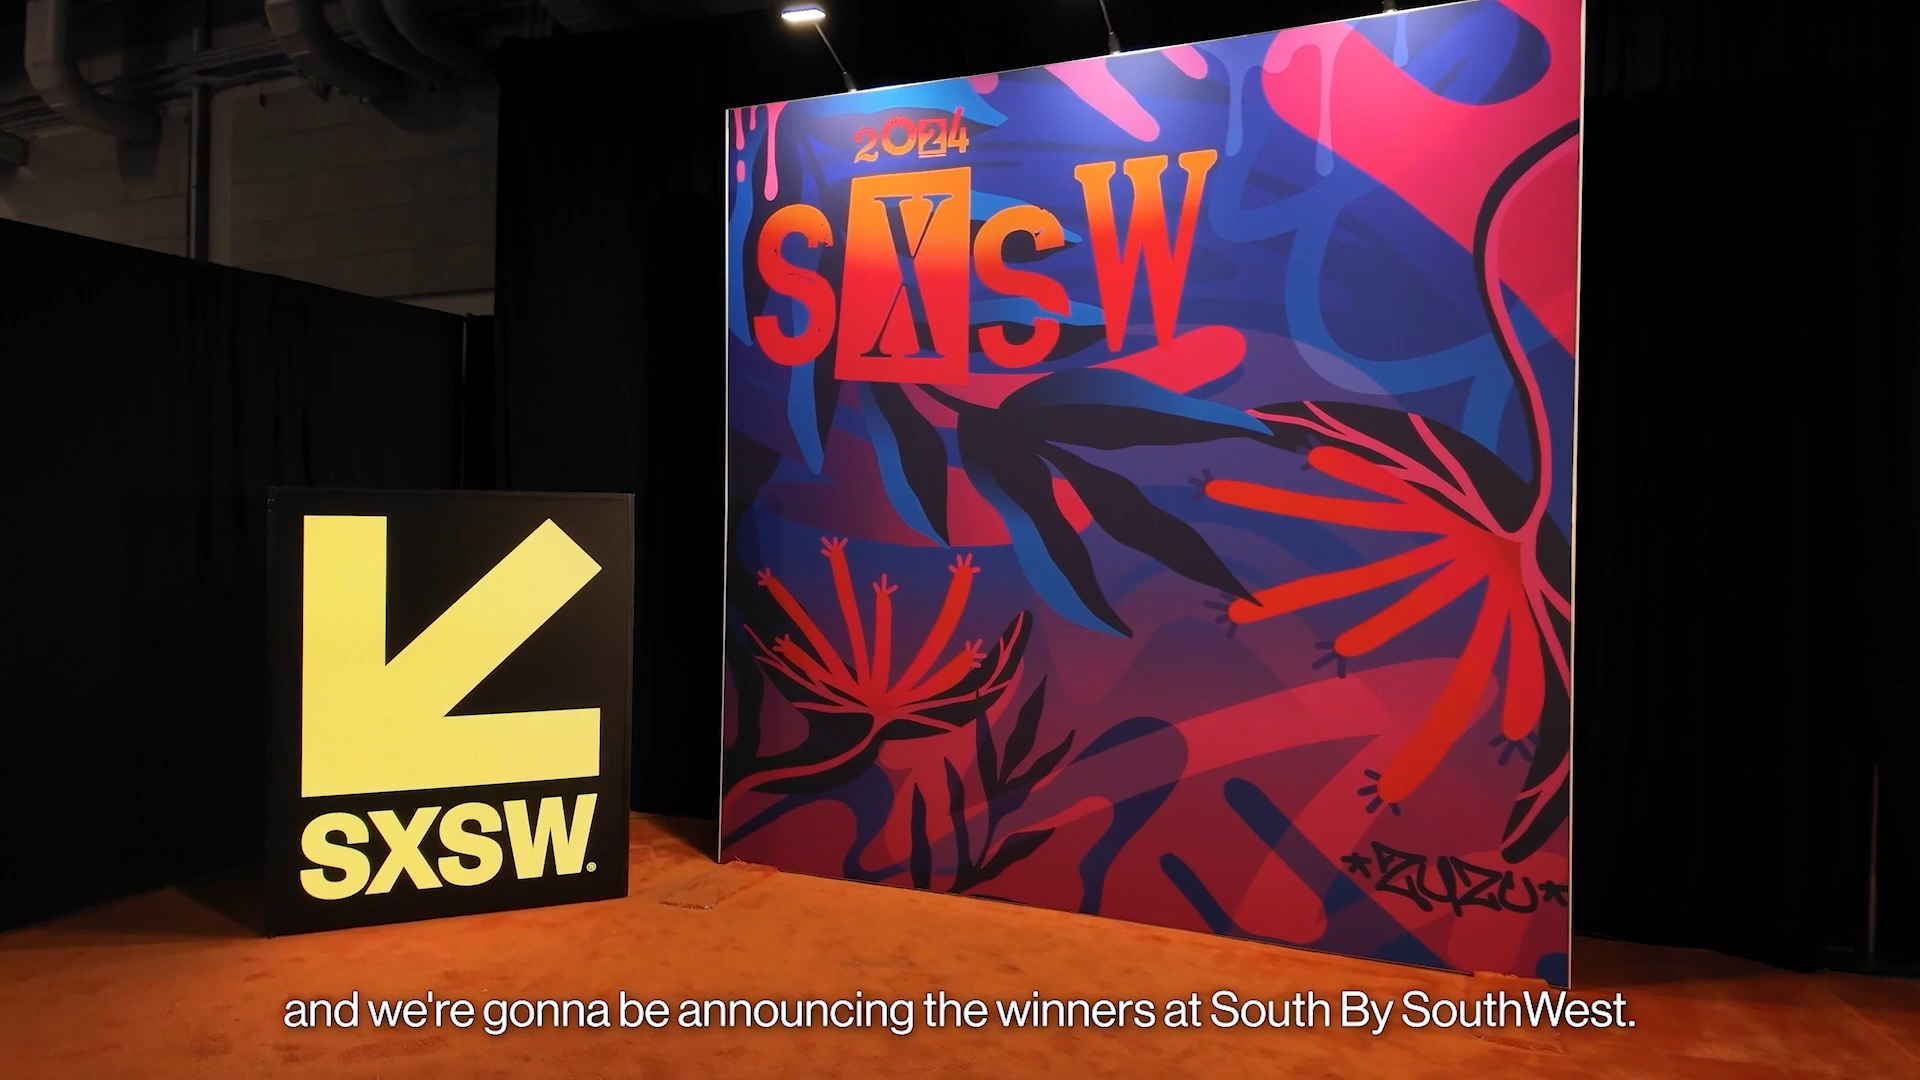 2024
SXSW
SXSW®
*ZUZU*
and we're gonna be announcing the winners at South By SouthWest.